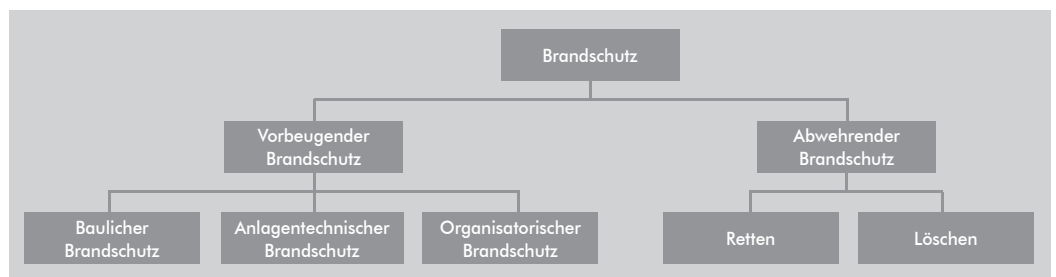 Brandschutz
Vorbeugender
Brandschutz
Abwehrender
Brandschutz
Baulicher
Brandschutz
Anlagentechnischer
Brandschutz
Organisatorischer
Brandschutz
Retten
Löschen